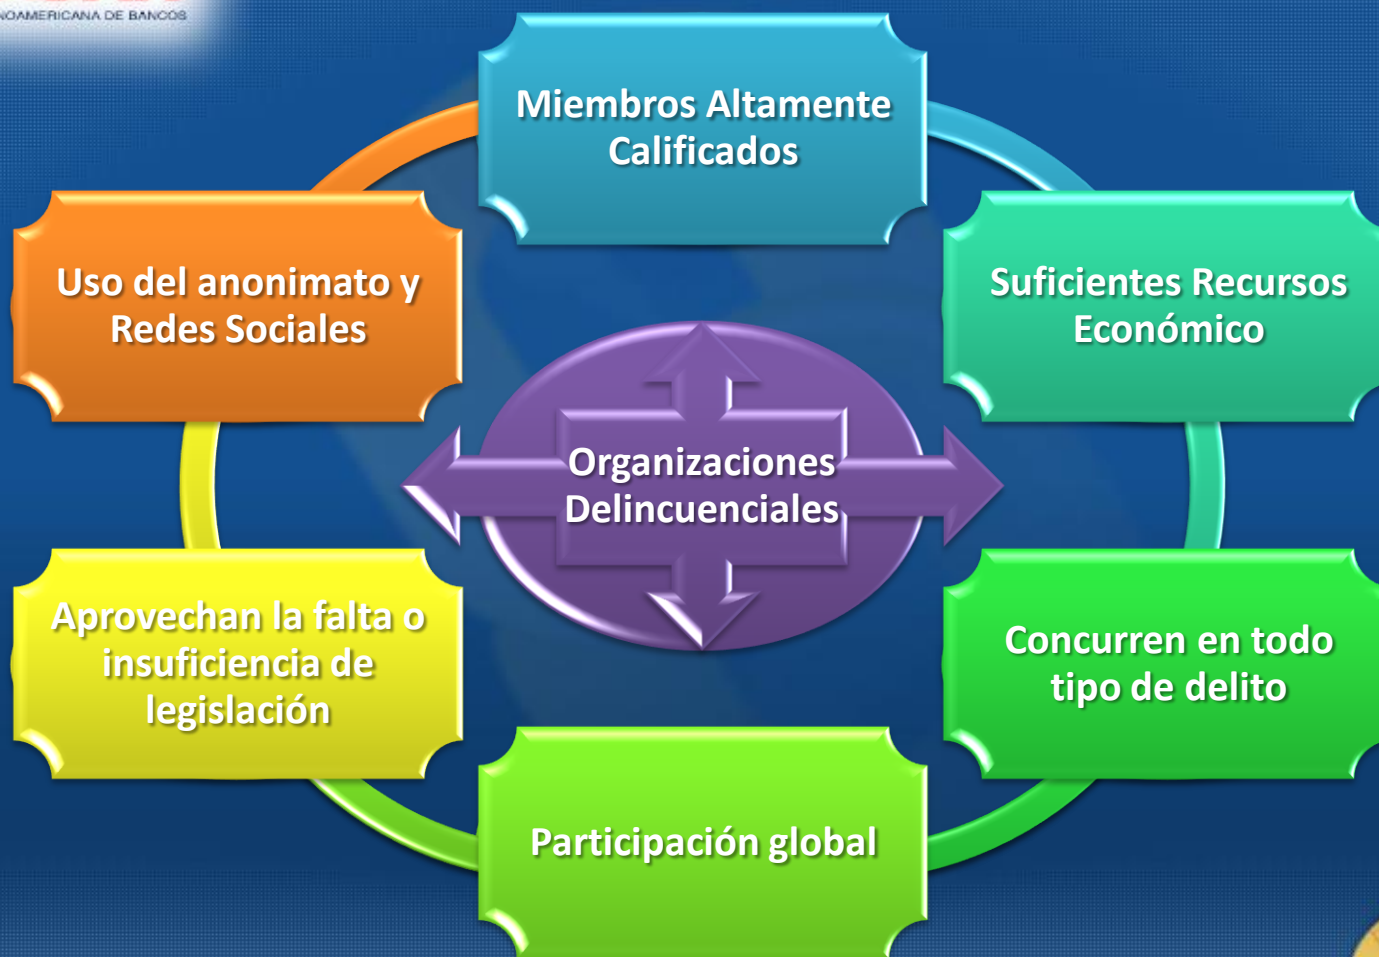 NOAMERICANA DE BANCOS
Miembros Altamente
Calificados
Uso del anonimato y
Redes Sociales
Suficientes Recursos
Económico
Organizaciones
Delincuenciales
Aprovechan la falta o
insuficiencia de
legislación
Concurren en todo
tipo de delito
Participación global